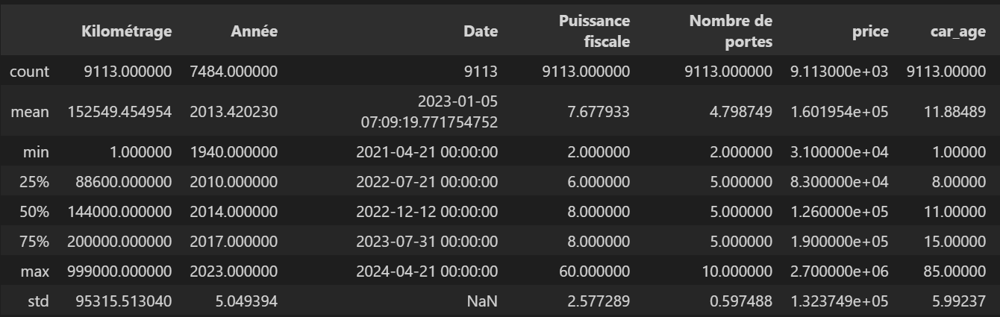 Kilométrage Année Date Puissance fiscale Nombre de portes price car_age
count 9113.000000 7484.000000 9113 9113.000000 9113.000000 9.113000e+03 9113.00000
mean 152549.454954 2013.420230 2023-01-05 07:09:19.771754752 7.677933 4.798749 1.601954e+05 11.88489
min 1.000000 1940.000000 2021-04-21 00:00:00 2.000000 2.000000 3.100000e+04 1.00000
25% 88600.000000 2010.000000 2022-07-21 00:00:00 6.000000 5.000000 8.300000e+04 8.00000
50% 144000.000000 2014.000000 2022-12-12 00:00:00 8.000000 5.000000 1.260000e+05 11.00000
75% 200000.000000 2017.000000 2023-07-31 00:00:00 8.000000 5.000000 1.900000e+05 15.00000
max 999000.000000 2023.000000 2024-04-21 00:00:00 60.000000 10.000000 2.700000e+06 85.00000
std 95315.513040 5.049394 NaN 2.577289 0.597488 1.323749e+05 5.99237